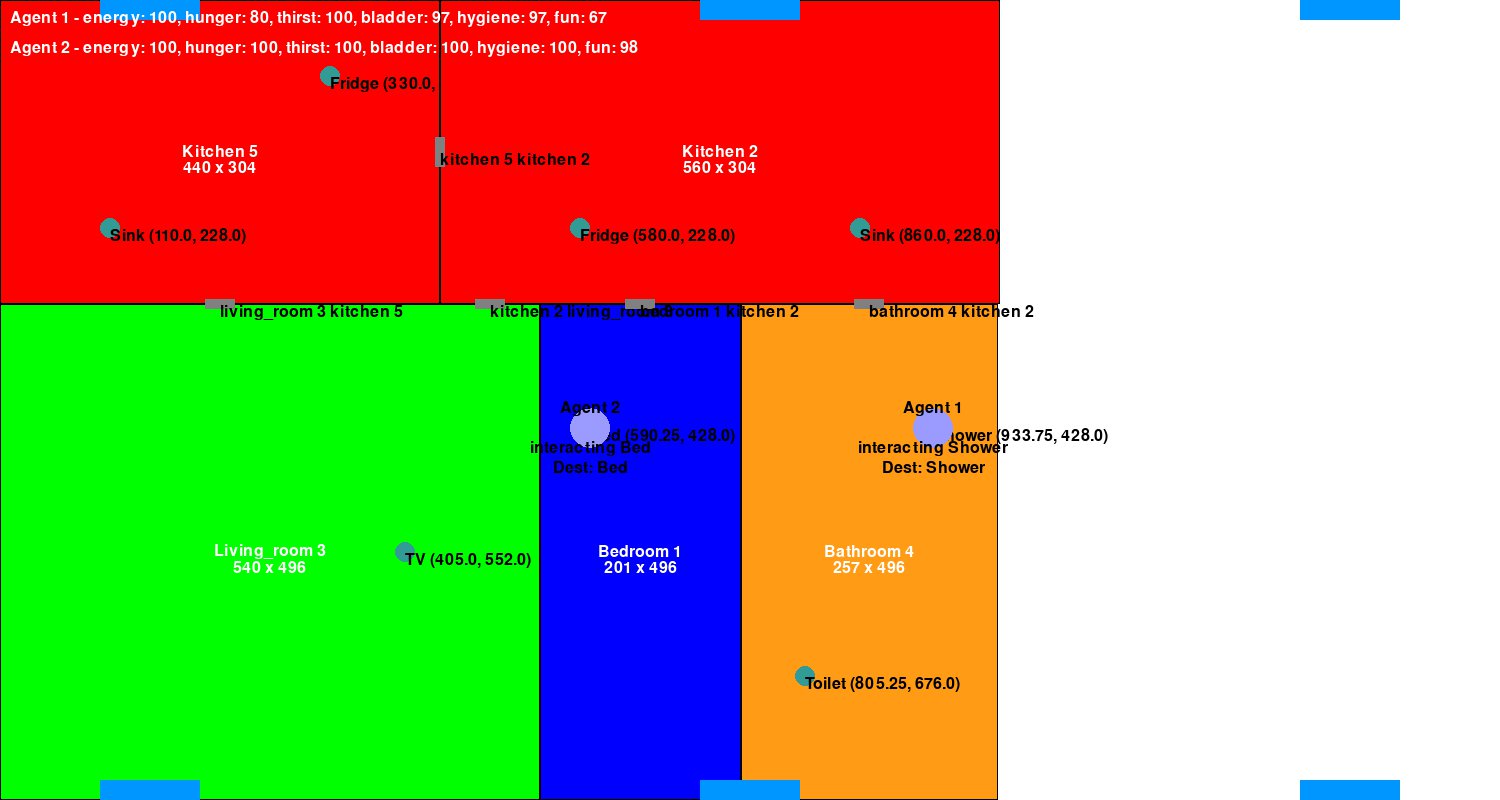 Agent 1 - energy: 100, hunger: 80, thirst: 100, bladder: 97, hygiene: 97, fun: 67
Agent 2 - energy: 100, hunger: 100, thirst: 100, bladder: 100, hygiene: 100, fun: 98
Fridge (330.0,
Kitchen 5
440 x 304
kitchen 5 kitchen 2
Kitchen 2
560 x 304
Sink (110.0, 228.0)
Fridge (580.0, 228.0)
Sink (860.0, 228.0)
living_room 3 kitchen 5
kitchen 2 living_room 3
bedroom 1 kitchen 2
bathroom 4 kitchen 2
Agent 2
(590.25, 428.0)
interacting Bed
Dest: Bed
Agent 1
(933.75, 428.0)
interacting Shower
Dest: Shower
Living_room 3
540 x 496
TV (405.0, 552.0)
Bedroom 1
201 x 496
Bathroom 4
257 x 496
Toilet (805.25, 676.0)